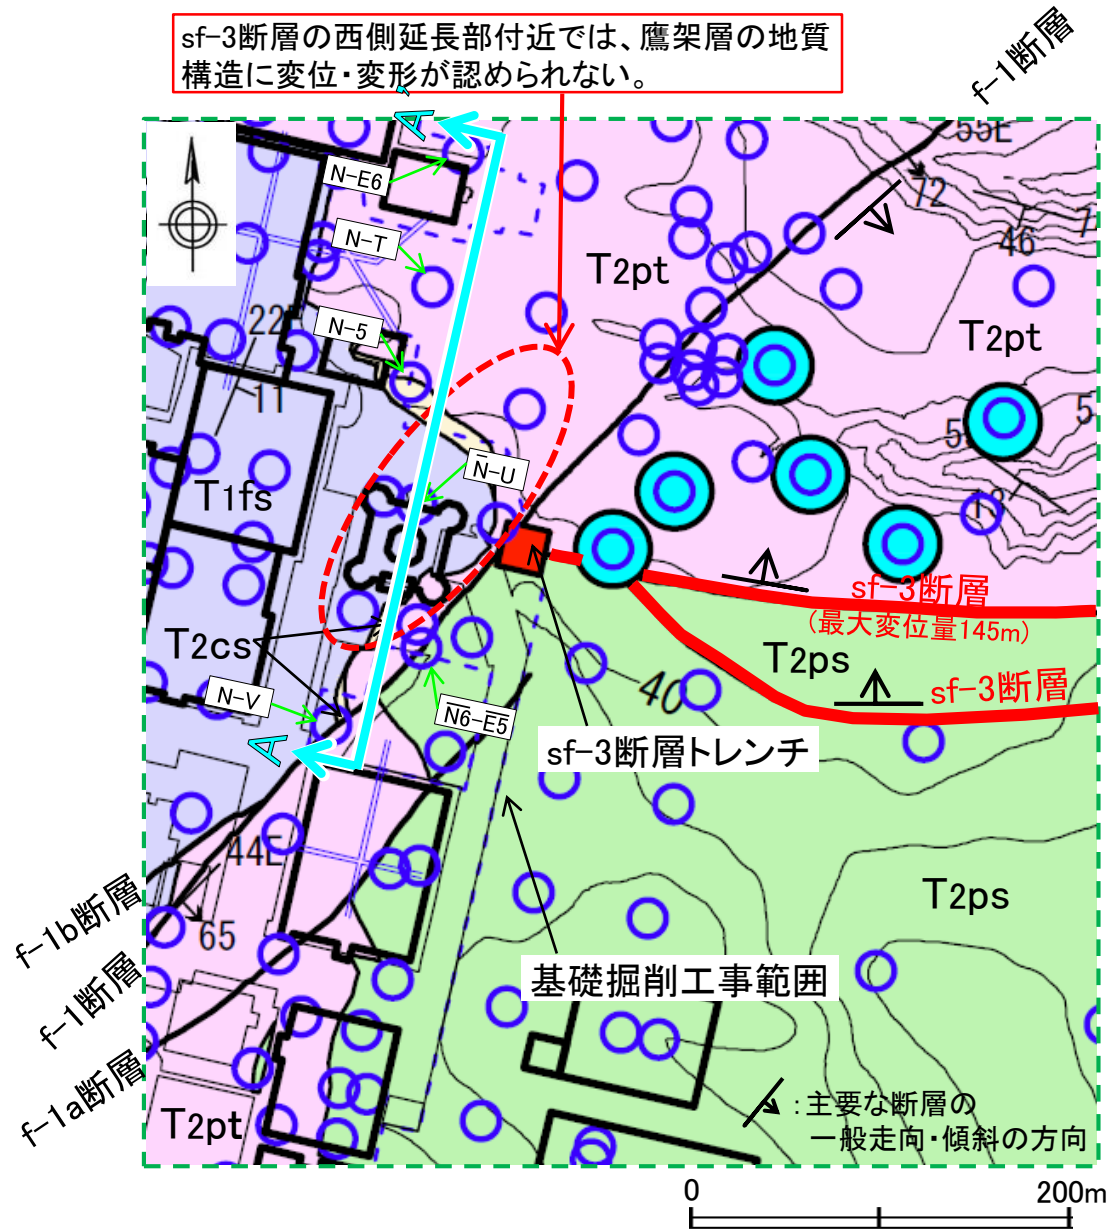 sf-3断層の西側延長部付近では、鷹架層の地質
構造に変位・変形が認められない。
f-1断層
A'
55E
N-E6
72
7
46
N-T
T2pt
22
N-5
T2pt
11
5
5
N-U
T1fs
13
sf-3断層
(最大変位量145m)
T2cs
T2ps
sf-3断層
N-V
40
N6-E5
A
sf-3断層トレンチ
44E
T2ps
f-1b断層
65
基礎掘削工事範囲
f-1断層
f-1a断層
T2pt
:主要な断層の
一般走向・傾斜の方向
0
200m